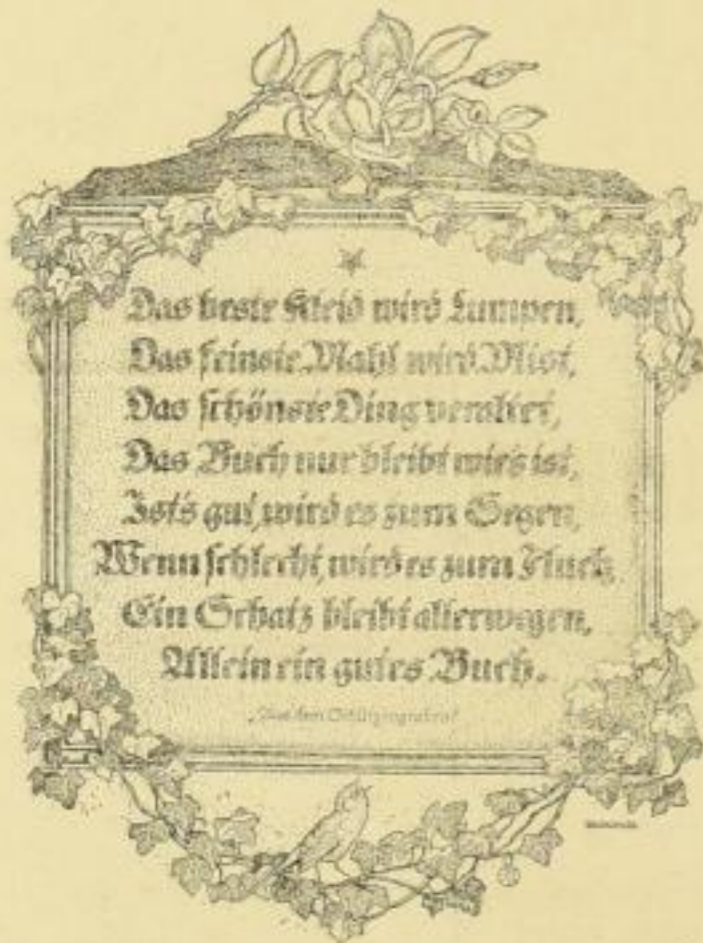 Das beste Kleid wird Lumpen,
Das feinste Mahl wird Mist,
Das schönste Ding veraltet,
Das Buch nur bleibt wie's ist,
Ist's gut, wird es zum Segen,
Wenn schlecht, wird es zum Fluch,
Ein Schatz bleibt allerwegen,
Allein ein gutes Buch.